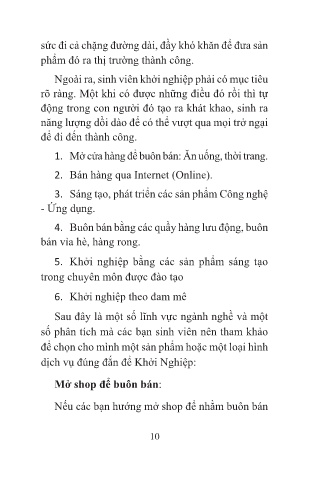 sức đi cả chặng đường dài, đầy khó khăn để đưa sản
phẩm đó ra thị trường thành công.
Ngoài ra, sinh viên khởi nghiệp phải có mục tiêu
rõ ràng. Một khi có được những điều đó rồi thì tự
động trong con người đó tạo ra khát khao, sinh ra
năng lượng dồi dào để có thể vượt qua mọi trở ngại
để đi đến thành công.
1. Mở cửa hàng để buôn bán: Ăn uống, thời trang.
2. Bán hàng qua Internet (Online).
3. Sáng tạo, phát triển các sản phẩm Công nghệ
- Ứng dụng.
4. Buôn bán bằng các quầy hàng lưu động, buôn
bán vỉa hè, hàng rong.
5. Khởi nghiệp bằng các sản phẩm sáng tạo
trong chuyên môn được đào tạo
6. Khởi nghiệp theo đam mê
Sau đây là một số lĩnh vực ngành nghề và một
số phân tích mà các bạn sinh viên nên tham khảo
để chọn cho mình một sản phẩm hoặc một loại hình
dịch vụ đúng đắn để Khởi Nghiệp:
Mở shop để buôn bán:
Nếu các bạn hướng mở shop để nhằm buôn bán
10